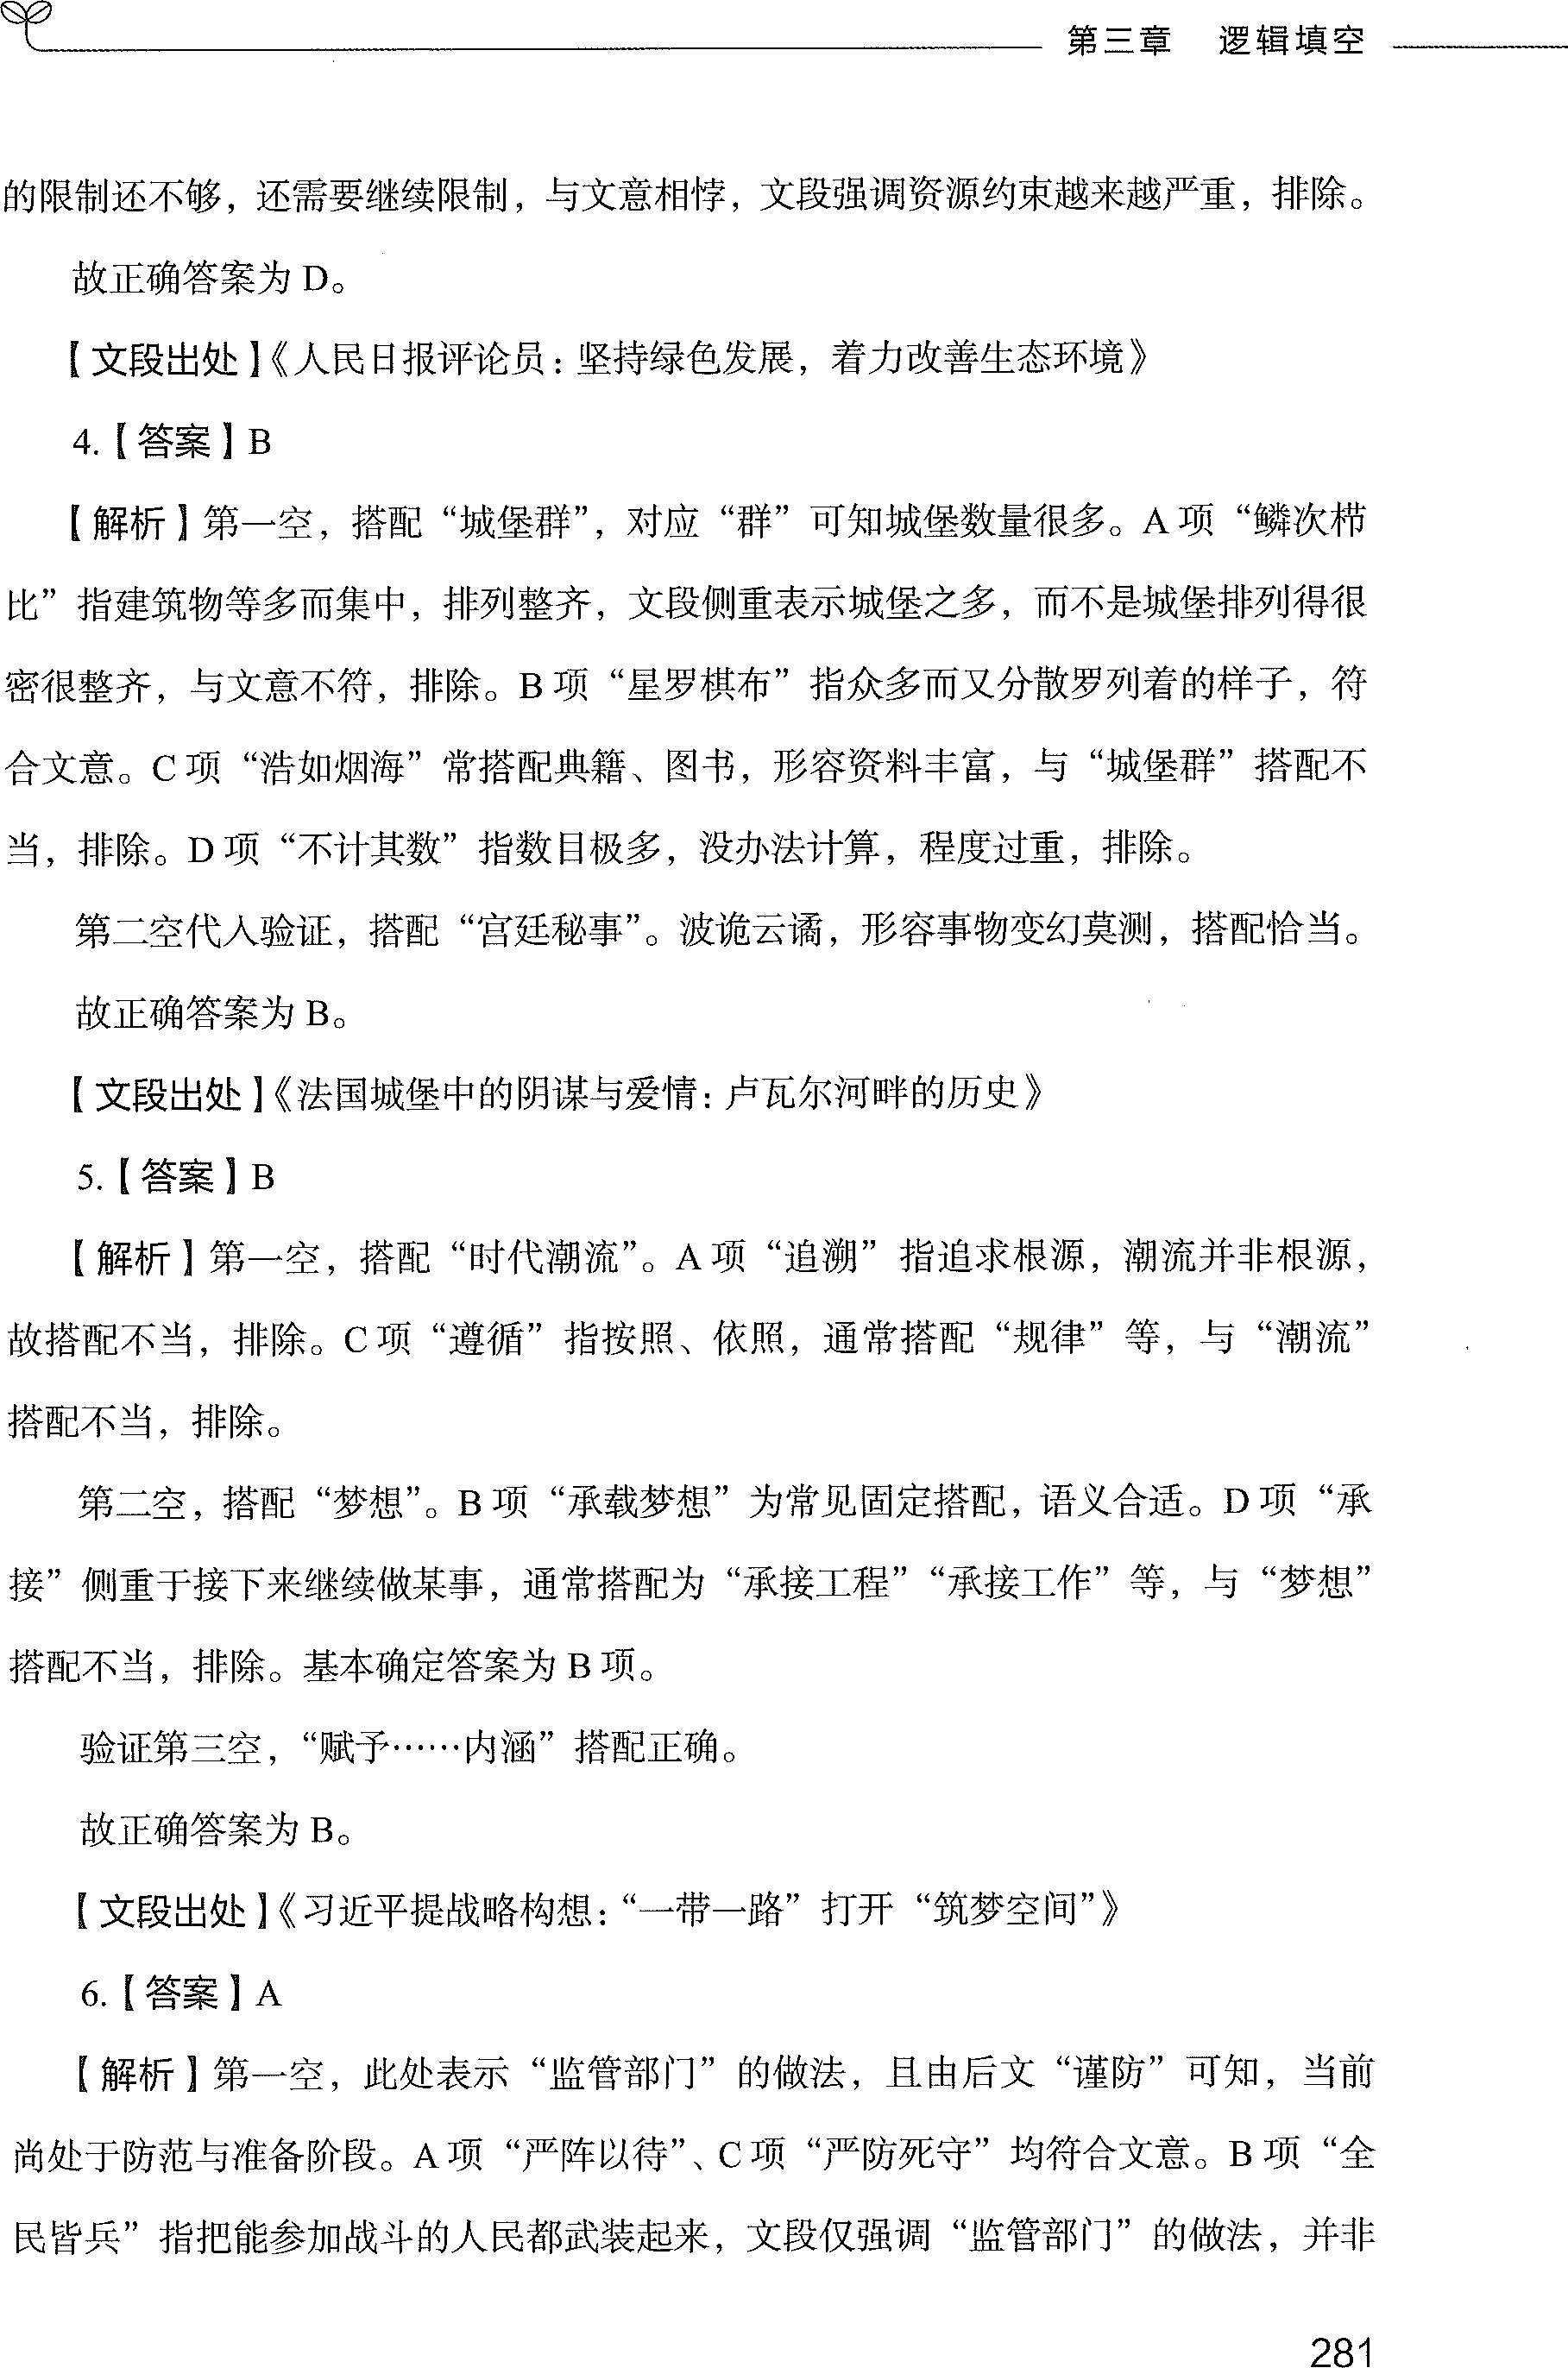 第三章 逻辑填空
的限制还不够，还需要继续限制，与文意相悖，文段强调资源约束越来越严重，排除。
故正确答案为 D。
【文段出处】《人民日报评论员：坚持绿色发展，着力改善生态环境》
4.【答案】B
【解析】第一空，搭配“城堡群”，对应“群”可知城堡数量很多。A 项“鳞次栉
比”指建筑物等多而集中，排列整齐，文段侧重表示城堡之多，而不是城堡排列得很
密很整齐，与文意不符，排除。B 项“星罗棋布”指众多而又分散罗列着的样子，符
合文意。C 项“浩如烟海”常搭配典籍、图书，形容资料丰富，与“城堡群”搭配不
当，排除。D 项“不计其数”指数目极多，没办法计算，程度过重，排除。
第二空代人验证，搭配“宫廷秘事”。波诡云谲，形容事物变幻莫测，搭配恰当。
故正确答案为 B。
【文段出处】《法国城堡中的阴谋与爱情：卢瓦尔河畔的历史》
5.【答案】B
【解析】第一空，搭配“时代潮流”。A 项“追溯”指追求根源，潮流并非根源，
故搭配不当，排除。C 项“遵循”指按照、依照，通常搭配“规律”等，与“潮流”
搭配不当，排除。
第二空，搭配“梦想”。B 项“承载梦想”为常见固定搭配，语义合适。D 项“承
接”侧重于接下来继续做某事，通常搭配为“承接工程”“承接工作”等，与“梦想”
搭配不当，排除。基本确定答案为 B 项。
验证第三空，“赋予……内涵”搭配正确。
故正确答案为 B。
【文段出处】《习近平提战略构想：“一带一路”打开“筑梦空间”》
6.【答案】A
【解析】第一空，此处表示“监管部门”的做法，且由后文“谨防”可知，当前
尚处于防范与准备阶段。A 项“严阵以待”、C 项“严防死守”均符合文意。B 项“全
民皆兵”指把能参加战斗的人民都武装起来，文段仅强调“监管部门”的做法，并非
281